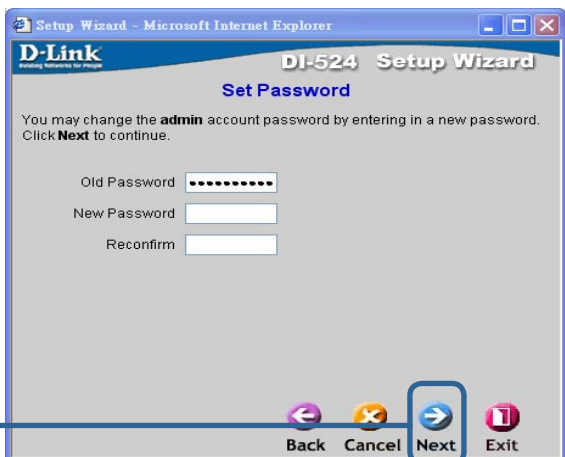 Setup Wizard - Microsoft Internet Explorer
D-Link
Building Networks for People
DI-524 Setup Wizard
Set Password
You may change the admin account password by entering in a new password.
Click Next to continue.
Old Password ••••••••••
New Password
Reconfirm
Back Cancel Next Exit